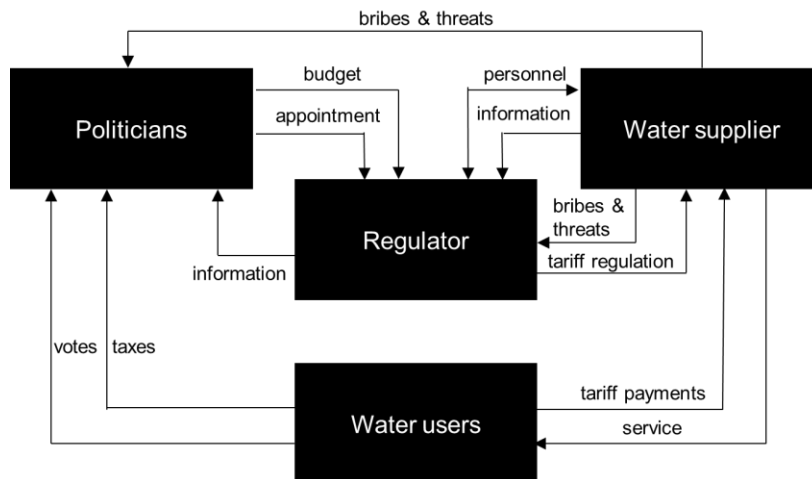 bribes & threats
budget
personnel
appointment
information
Politicians
Water supplier
Regulator
bribes &
threats
tariff regulation
information
votes
taxes
tariff payments
Water users
service